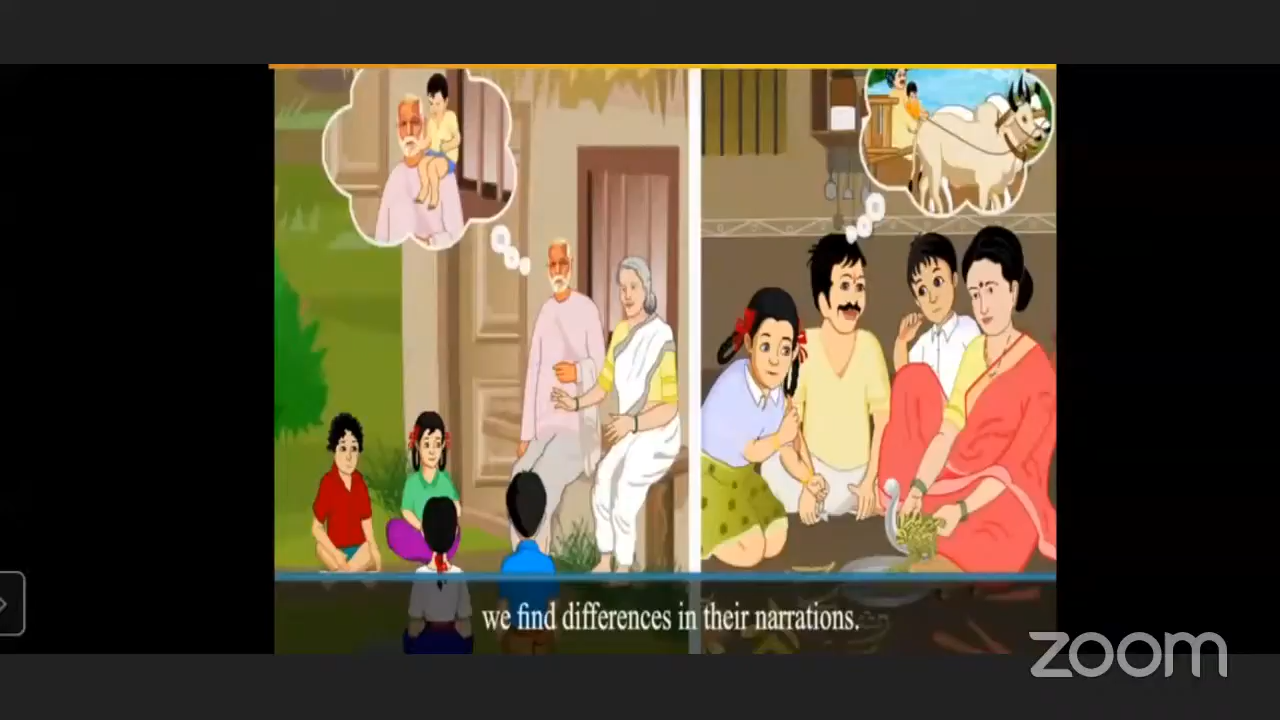 we find differences in their narrations.
zoom